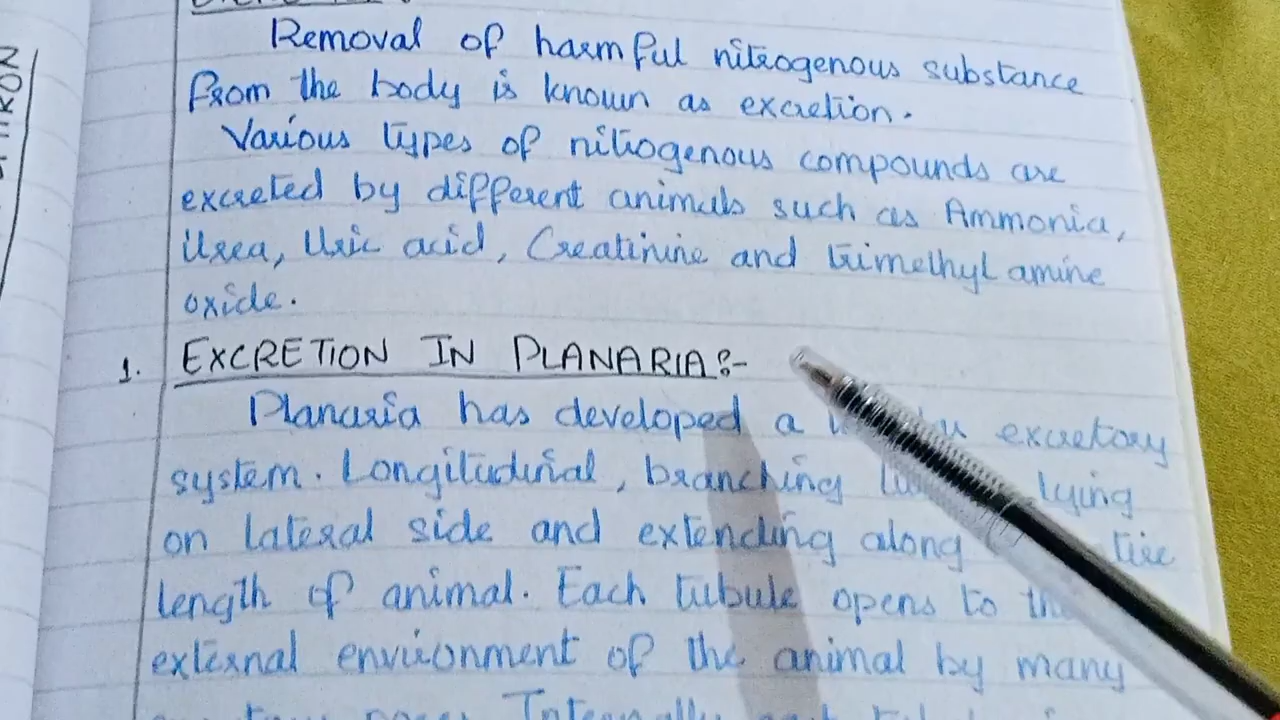 Removal of harmful nitrogenous substance
from the body is known as excretion.
Various types of nitrogenous compounds are
excreted by different animals such as Ammonia,
Urea, Uric acid, Creatinine and trimethyl amine
oxide.
1. EXCRETION IN PLANARIA:-
Planaria has developed a excretory
system. Longitudinal, branching lying
on lateral side and extending along
length of animal. Each tubule opens to the
external environment of the animal by many
Internally